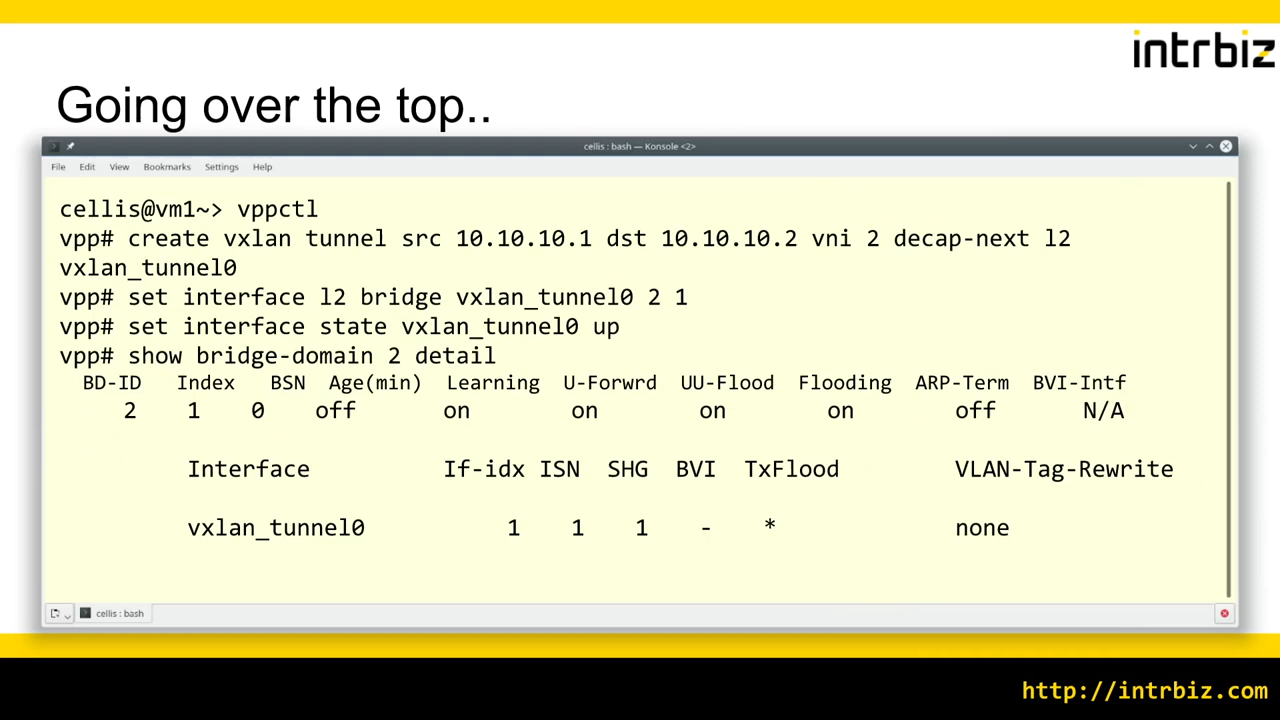 intrbiz
Going over the top..
cellis : bash — Konsole <2>
File Edit View Bookmarks Settings Help
cellis@vm1~> vppctl
vpp# create vxlan tunnel src 10.10.10.1 dst 10.10.10.2 vni 2 decap-next l2
vxlan_tunnel0
vpp# set interface l2 bridge vxlan_tunnel0 2 1
vpp# set interface state vxlan_tunnel0 up
vpp# show bridge-domain 2 detail
BD-ID Index BSN Age(min) Learning U-Forwrd UU-Flood Flooding ARP-Term BVI-Intf
2 1 0 off on on on on off N/A
Interface If-idx ISN SHG BVI TxFlood VLAN-Tag-Rewrite
vxlan_tunnel0 1 1 1 - * none
cellis : bash
http://intrbiz.com